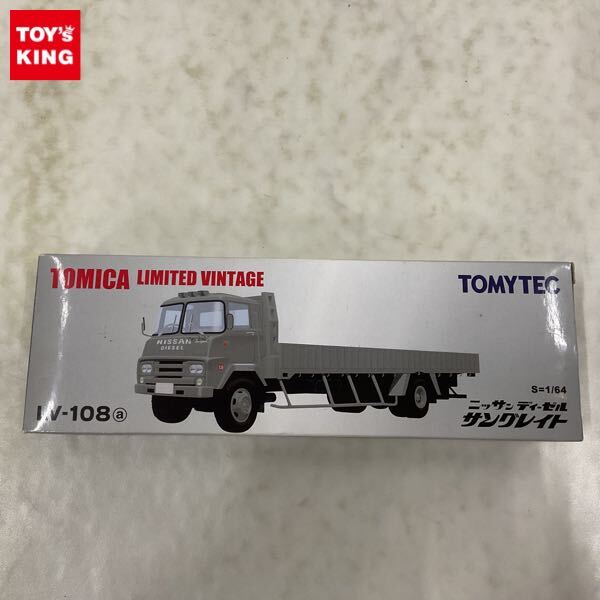 TOY'S
KING
TOMICA LIMITED VINTAGE
TOMYTEC
NISSAN
DIESEL
S=1/64
LV-108 a
ニッサン ディーゼル
サングレイト